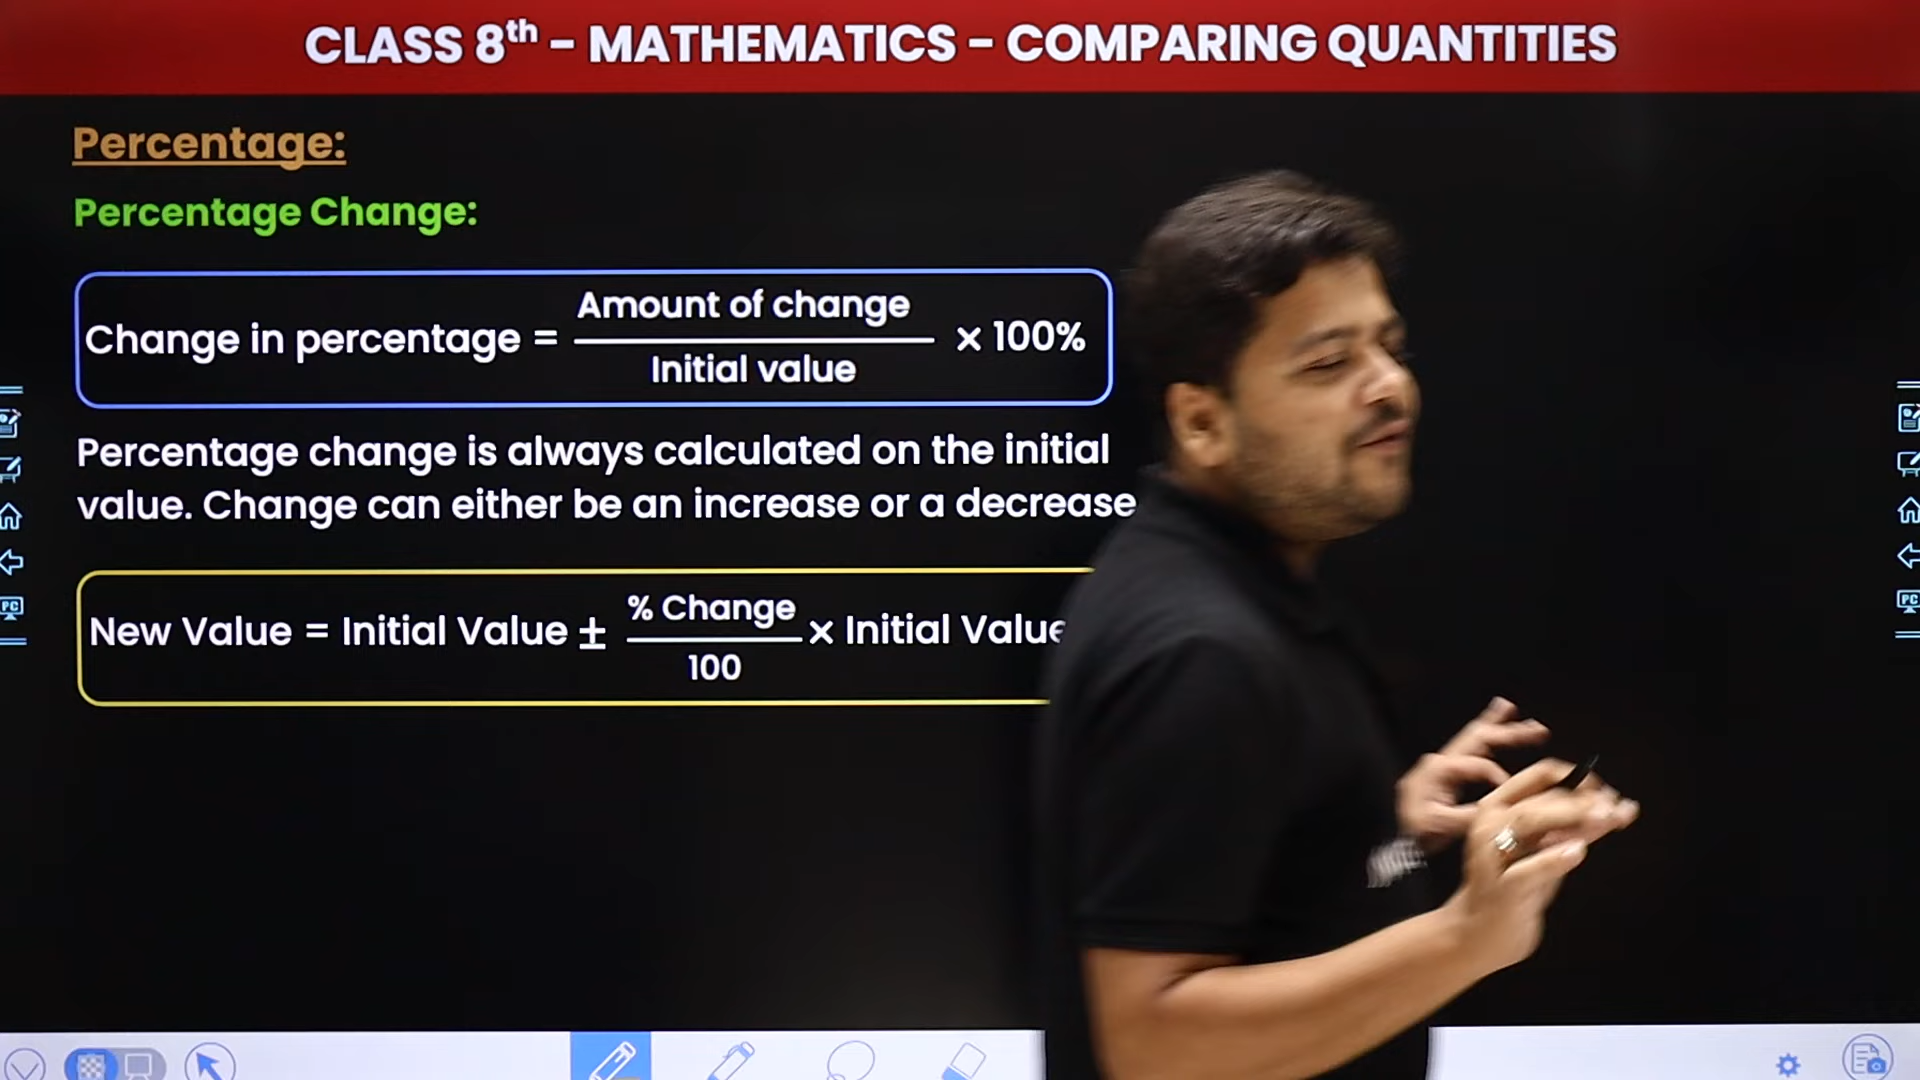 CLASS 8th - MATHEMATICS - COMPARING QUANTITIES
Percentage:
Percentage Change:
Change in percentage = Amount of change / Initial value × 100%
Percentage change is always calculated on the initial
value. Change can either be an increase or a decrease
New Value = Initial Value ± % Change / 100 × Initial Value
PC
PC